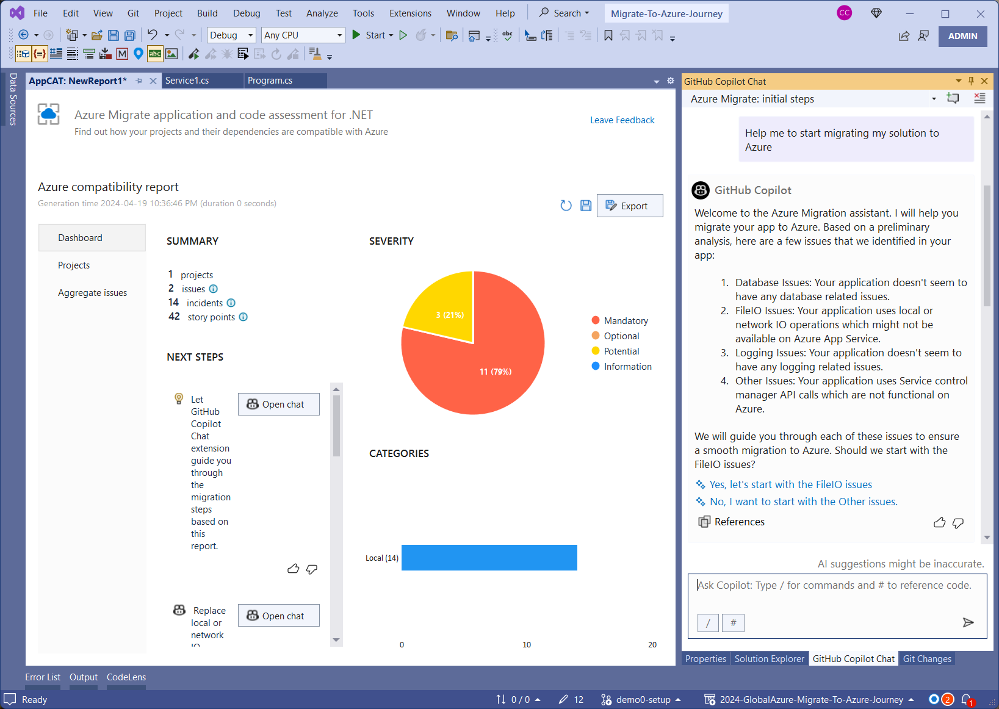 File Edit View Git Project Build Debug Test Analyze Tools Extensions Window Help Search Migrate-To-Azure-Journey CC
Debug Any CPU Start abc ADMIN
M abc
Data Sources
AppCAT: NewReport1* Service1.cs Program.cs
Azure Migrate application and code assessment for .NET
Find out how your projects and their dependencies are compatible with Azure
Leave Feedback
Azure compatibility report
Generation time 2024-04-19 10:36:46 PM (duration 0 seconds)
Export
Dashboard
Projects
Aggregate issues
SUMMARY
1 projects
2 issues
14 incidents
42 story points
NEXT STEPS
Let
GitHub
Copilot
Chat
extension
guide you
through
the
migration
steps
based on
this
report.
Open chat
Replace
local or
network
IO
Open chat
SEVERITY
3 (21%)
11 (79%)
Mandatory
Optional
Potential
Information
CATEGORIES
Local (14)
0 10 20
GitHub Copilot Chat
Azure Migrate: initial steps
Help me to start migrating my solution to
Azure
GitHub Copilot
Welcome to the Azure Migration assistant. I will help you
migrate your app to Azure. Based on a preliminary
analysis, here are a few issues that we identified in your
app:
1. Database Issues: Your application doesn't seem to
have any database related issues.
2. FileIO Issues: Your application uses local or
network IO operations which might not be
available on Azure App Service.
3. Logging Issues: Your application doesn't seem to
have any logging related issues.
4. Other Issues: Your application uses Service control
manager API calls which are not functional on
Azure.
We will guide you through each of these issues to ensure
a smooth migration to Azure. Should we start with the
FileIO issues?
Yes, let's start with the FileIO issues
No, I want to start with the Other issues.
References
AI suggestions might be inaccurate.
Ask Copilot: Type / for commands and # to reference code.
/ #
Properties Solution Explorer GitHub Copilot Chat Git Changes
Error List Output CodeLens
Ready 0 / 0 12 demo0-setup 2024-GlobalAzure-Migrate-To-Azure-Journey 2 1